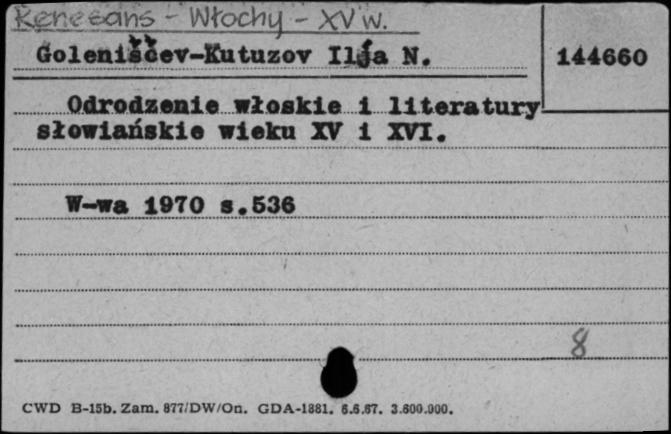 Renesans - Włochy - XV w.
Goleniščev-Kutuzov Ilja N.
144660
Odrodzenie włoskie i literatury
słowiańskie wieku XV i XVI.
W-wa 1970 s.536
8
CWD B-15b. Zam. 877/DW/On. GDA-1881. 6.6.67. 3.600.000.